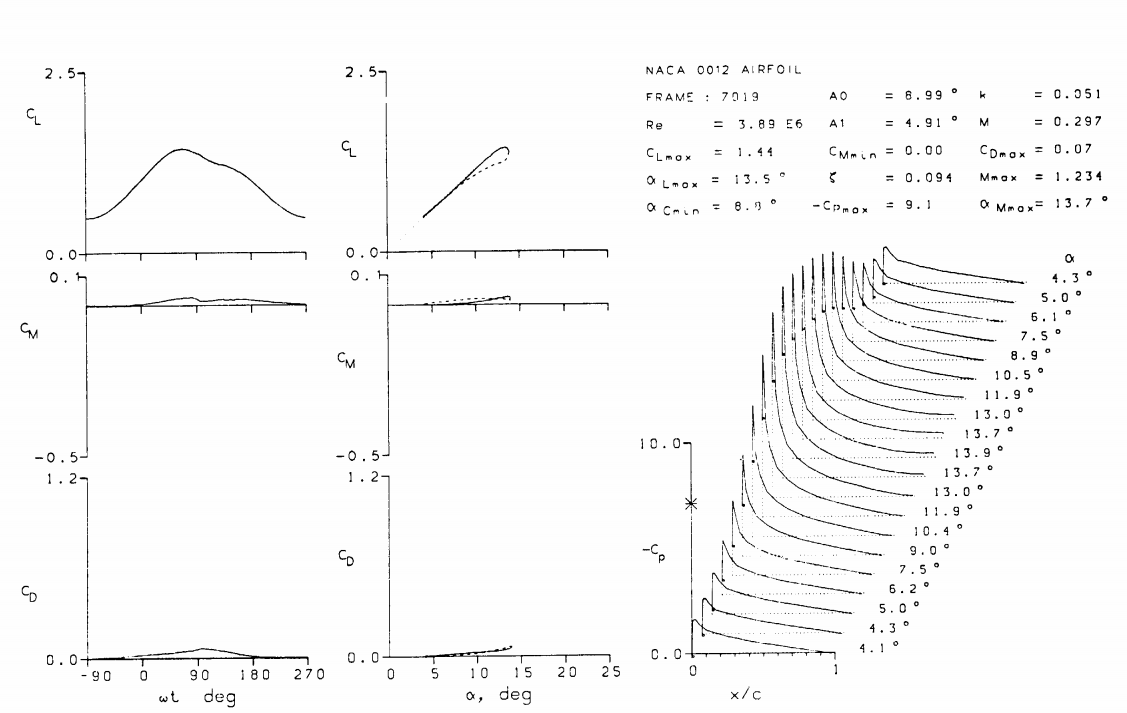 NACA 0012 AIRFOIL
FRAME : 7019 A0 = 8.99 ° k = 0.051
Re = 3.89 E6 A1 = 4.91 ° M = 0.297
CLmax = 1.44 CMmin = 0.00 CDmax = 0.07
αLmax = 13.5 ° ζ = 0.094 Mmax = 1.234
αCmin = 8.9 ° -Cpmax = 9.1 αMmax = 13.7 °
2.5
CL
0.0
0.1
CM
-0.5
1.2
CD
0.0
-90 0 90 180 270
ωt deg
2.5
CL
0.0
0.1
CM
-0.5
1.2
CD
0.0
0 5 10 15 20 25
α, deg
α
4.3 °
5.0 °
6.1 °
7.5 °
8.9 °
10.5 °
11.9 °
13.0 °
13.7 °
13.9 °
13.7 °
13.0 °
11.9 °
10.4 °
9.0 °
7.5 °
6.2 °
5.0 °
4.3 °
4.1 °
10.0
-Cp
0.0
0 1
x/c